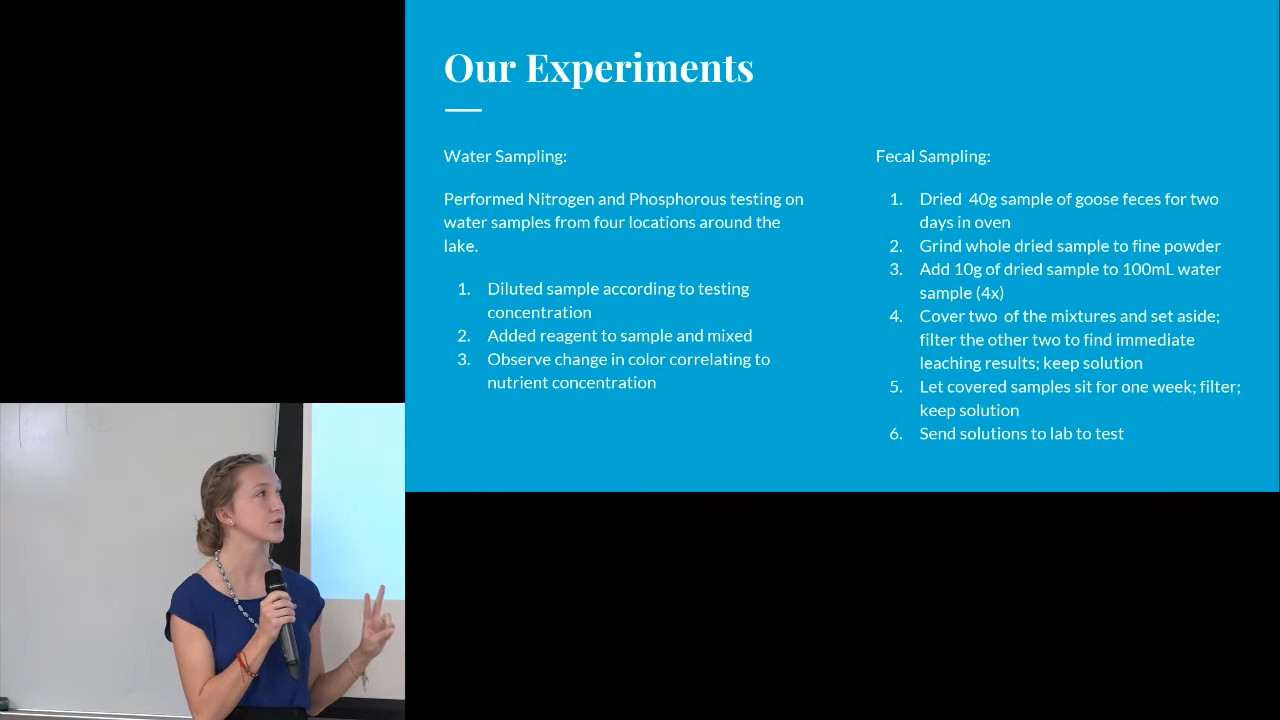 Our Experiments
Water Sampling:
Performed Nitrogen and Phosphorous testing on
water samples from four locations around the
lake.
1. Diluted sample according to testing
concentration
2. Added reagent to sample and mixed
3. Observe change in color correlating to
nutrient concentration
Fecal Sampling:
1. Dried 40g sample of goose feces for two
days in oven
2. Grind whole dried sample to fine powder
3. Add 10g of dried sample to 100mL water
sample (4x)
4. Cover two of the mixtures and set aside;
filter the other two to find immediate
leaching results; keep solution
5. Let covered samples sit for one week; filter;
keep solution
6. Send solutions to lab to test